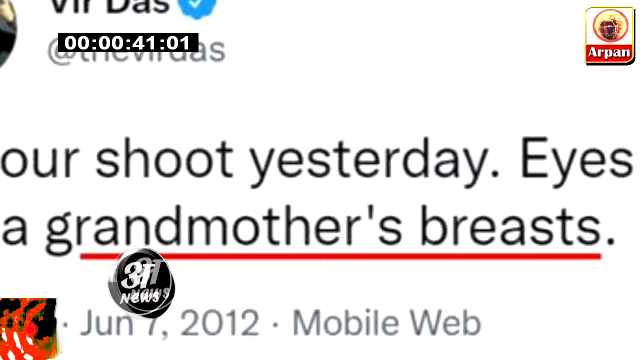 Vir Das
00:00:41:01
@thevirdas
Arpan
our shoot yesterday. Eyes
a grandmother's breasts.
अ
NEWS
· Jun 7, 2012 · Mobile Web